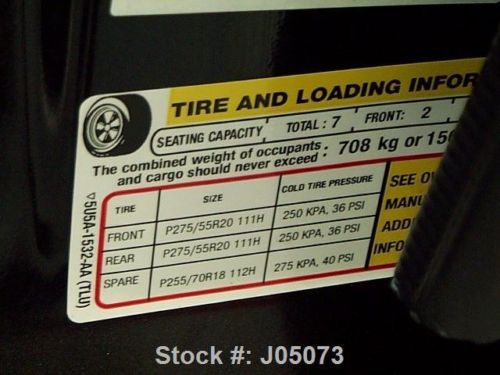 TIRE AND LOADING INFOR
SEATING CAPACITY TOTAL : 7 FRONT: 2
The combined weight of occupants
and cargo should never exceed : 708 kg or 156
TIRE SIZE COLD TIRE PRESSURE
FRONT P275/55R20 111H 250 KPA, 36 PSI
REAR P275/55R20 111H 250 KPA, 36 PSI
SPARE P255/70R18 112H 275 KPA, 40 PSI
SEE OW
MANU
ADDI
INFO
▽5U5A-1532-AA (TLU)
Stock #: J05073